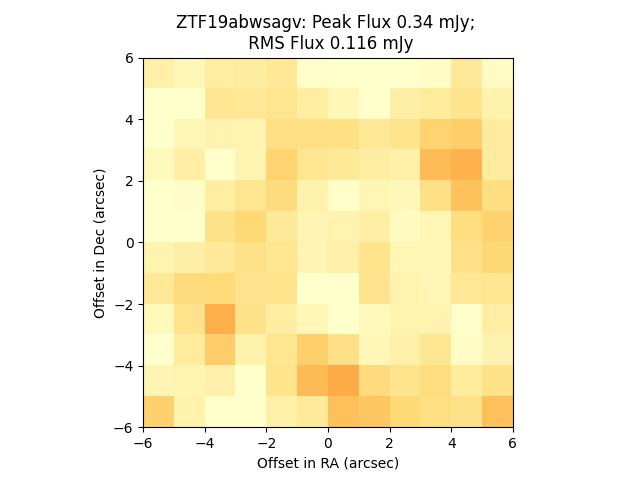 ZTF19abwsagv: Peak Flux 0.34 mJy;
RMS Flux 0.116 mJy
6
4
2
0
−2
−4
−6
Offset in Dec (arcsec)
−6 −4 −2 0 2 4 6
Offset in RA (arcsec)